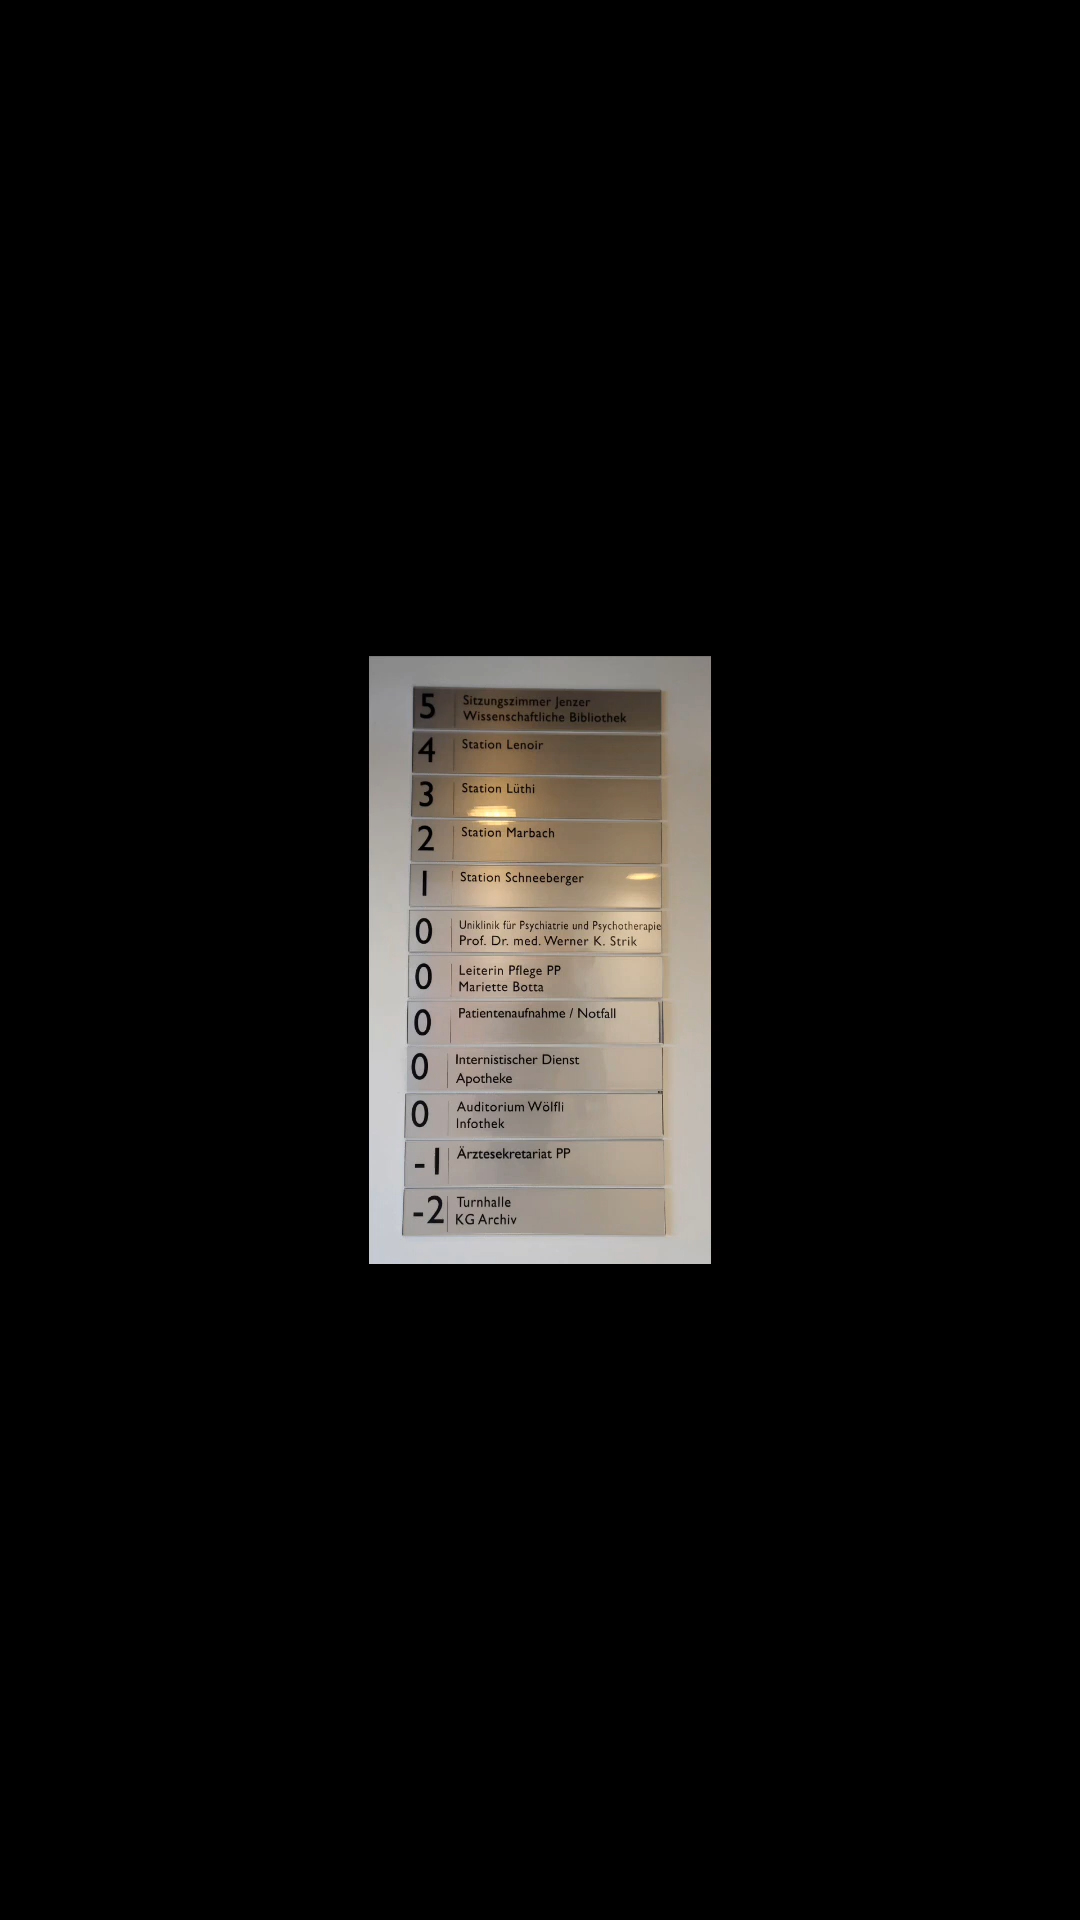 5 Sitzungszimmer Jenzer
Wissenschaftliche Bibliothek
4 Station Lenoir
3 Station Lüthi
2 Station Marbach
1 Station Schneeberger
0 Uniklinik für Psychiatrie und Psychotherapie
Prof. Dr. med. Werner K. Strik
0 Leiterin Pflege PP
Mariette Botta
0 Patientenaufnahme / Notfall
0 Internistischer Dienst
Apotheke
0 Auditorium Wölfli
Infothek
-1 Ärztesekretariat PP
-2 Turnhalle
KG Archiv